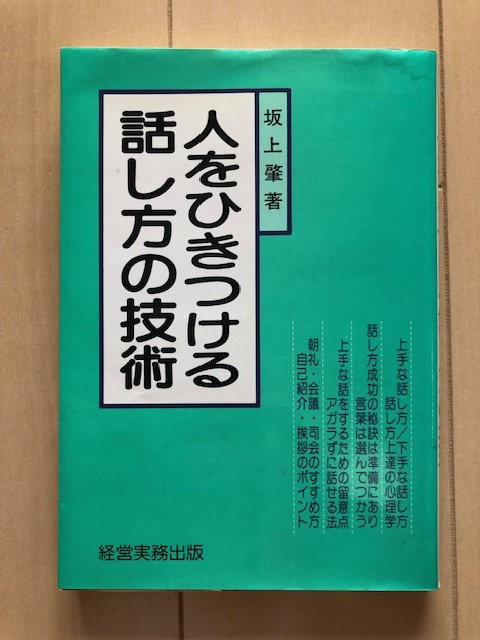 坂上肇著
人をひきつける
話し方の技術
上手な話し方/下手な話し方
話し方上達の心理学
話し方成功の秘訣は準備にあり
言葉は選んでつかう
上手な話をするための留意点
アガラずに話せる法
朝礼・会議・司会のすすめ方
自己紹介・挨拶のポイント
経営実務出版